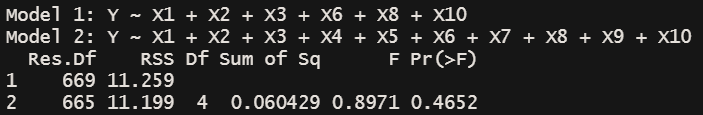 Model 1: Y ~ X1 + X2 + X3 + X6 + X8 + X10
Model 2: Y ~ X1 + X2 + X3 + X4 + X5 + X6 + X7 + X8 + X9 + X10
  Res.Df    RSS Df Sum of Sq      F Pr(>F)
1    669 11.259
2    665 11.199  4  0.060429 0.8971 0.4652